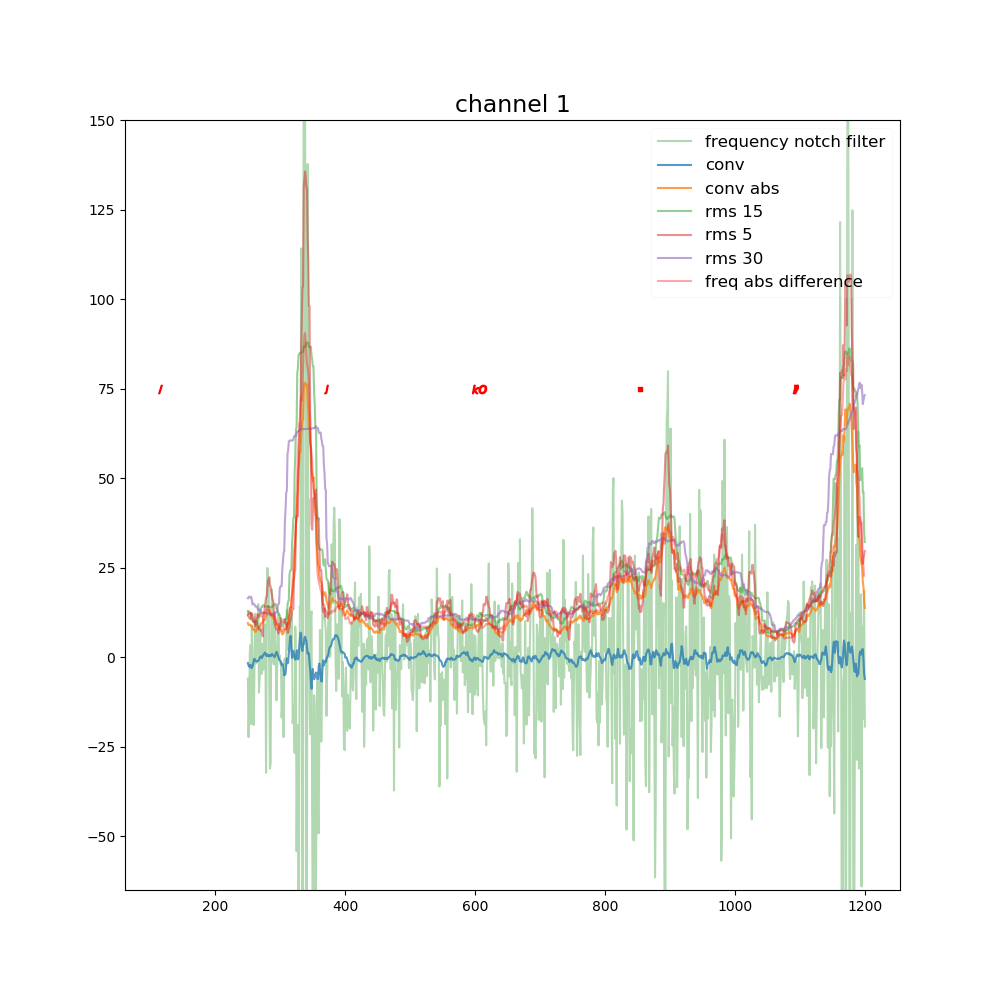 channel 1
150
125
100
75
50
25
0
−25
−50
frequency notch filter
conv
conv abs
rms 15
rms 5
rms 30
freq abs difference
200
400
600
800
1000
1200